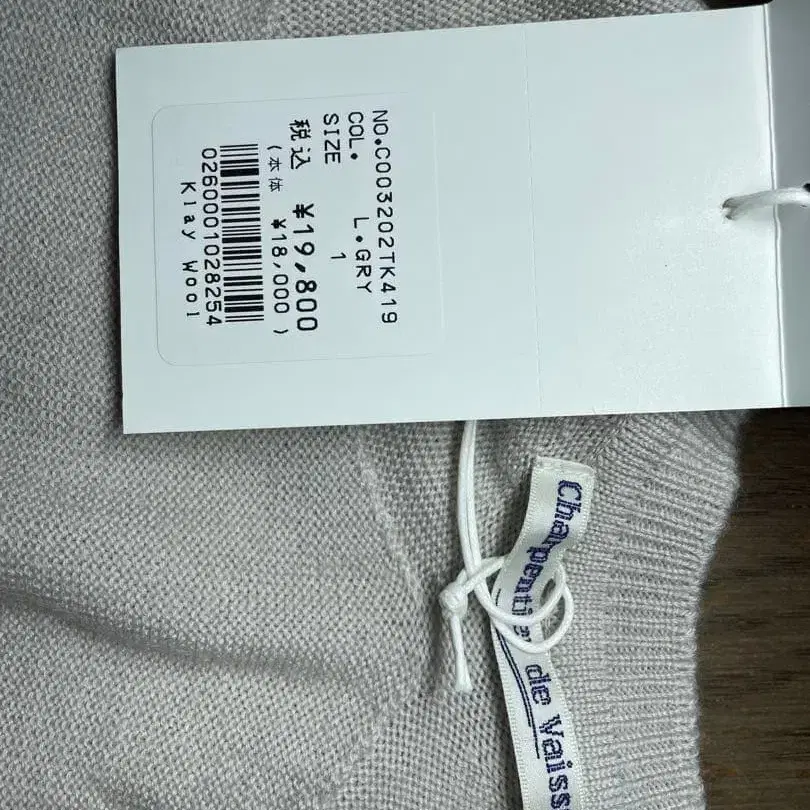 NO.C003202TK419
COL. L.GRY
SIZE 1
税込 ¥19,800
(本体 ¥18,000)
0260001028254
Klay Wool
Charpentier de Vaiss